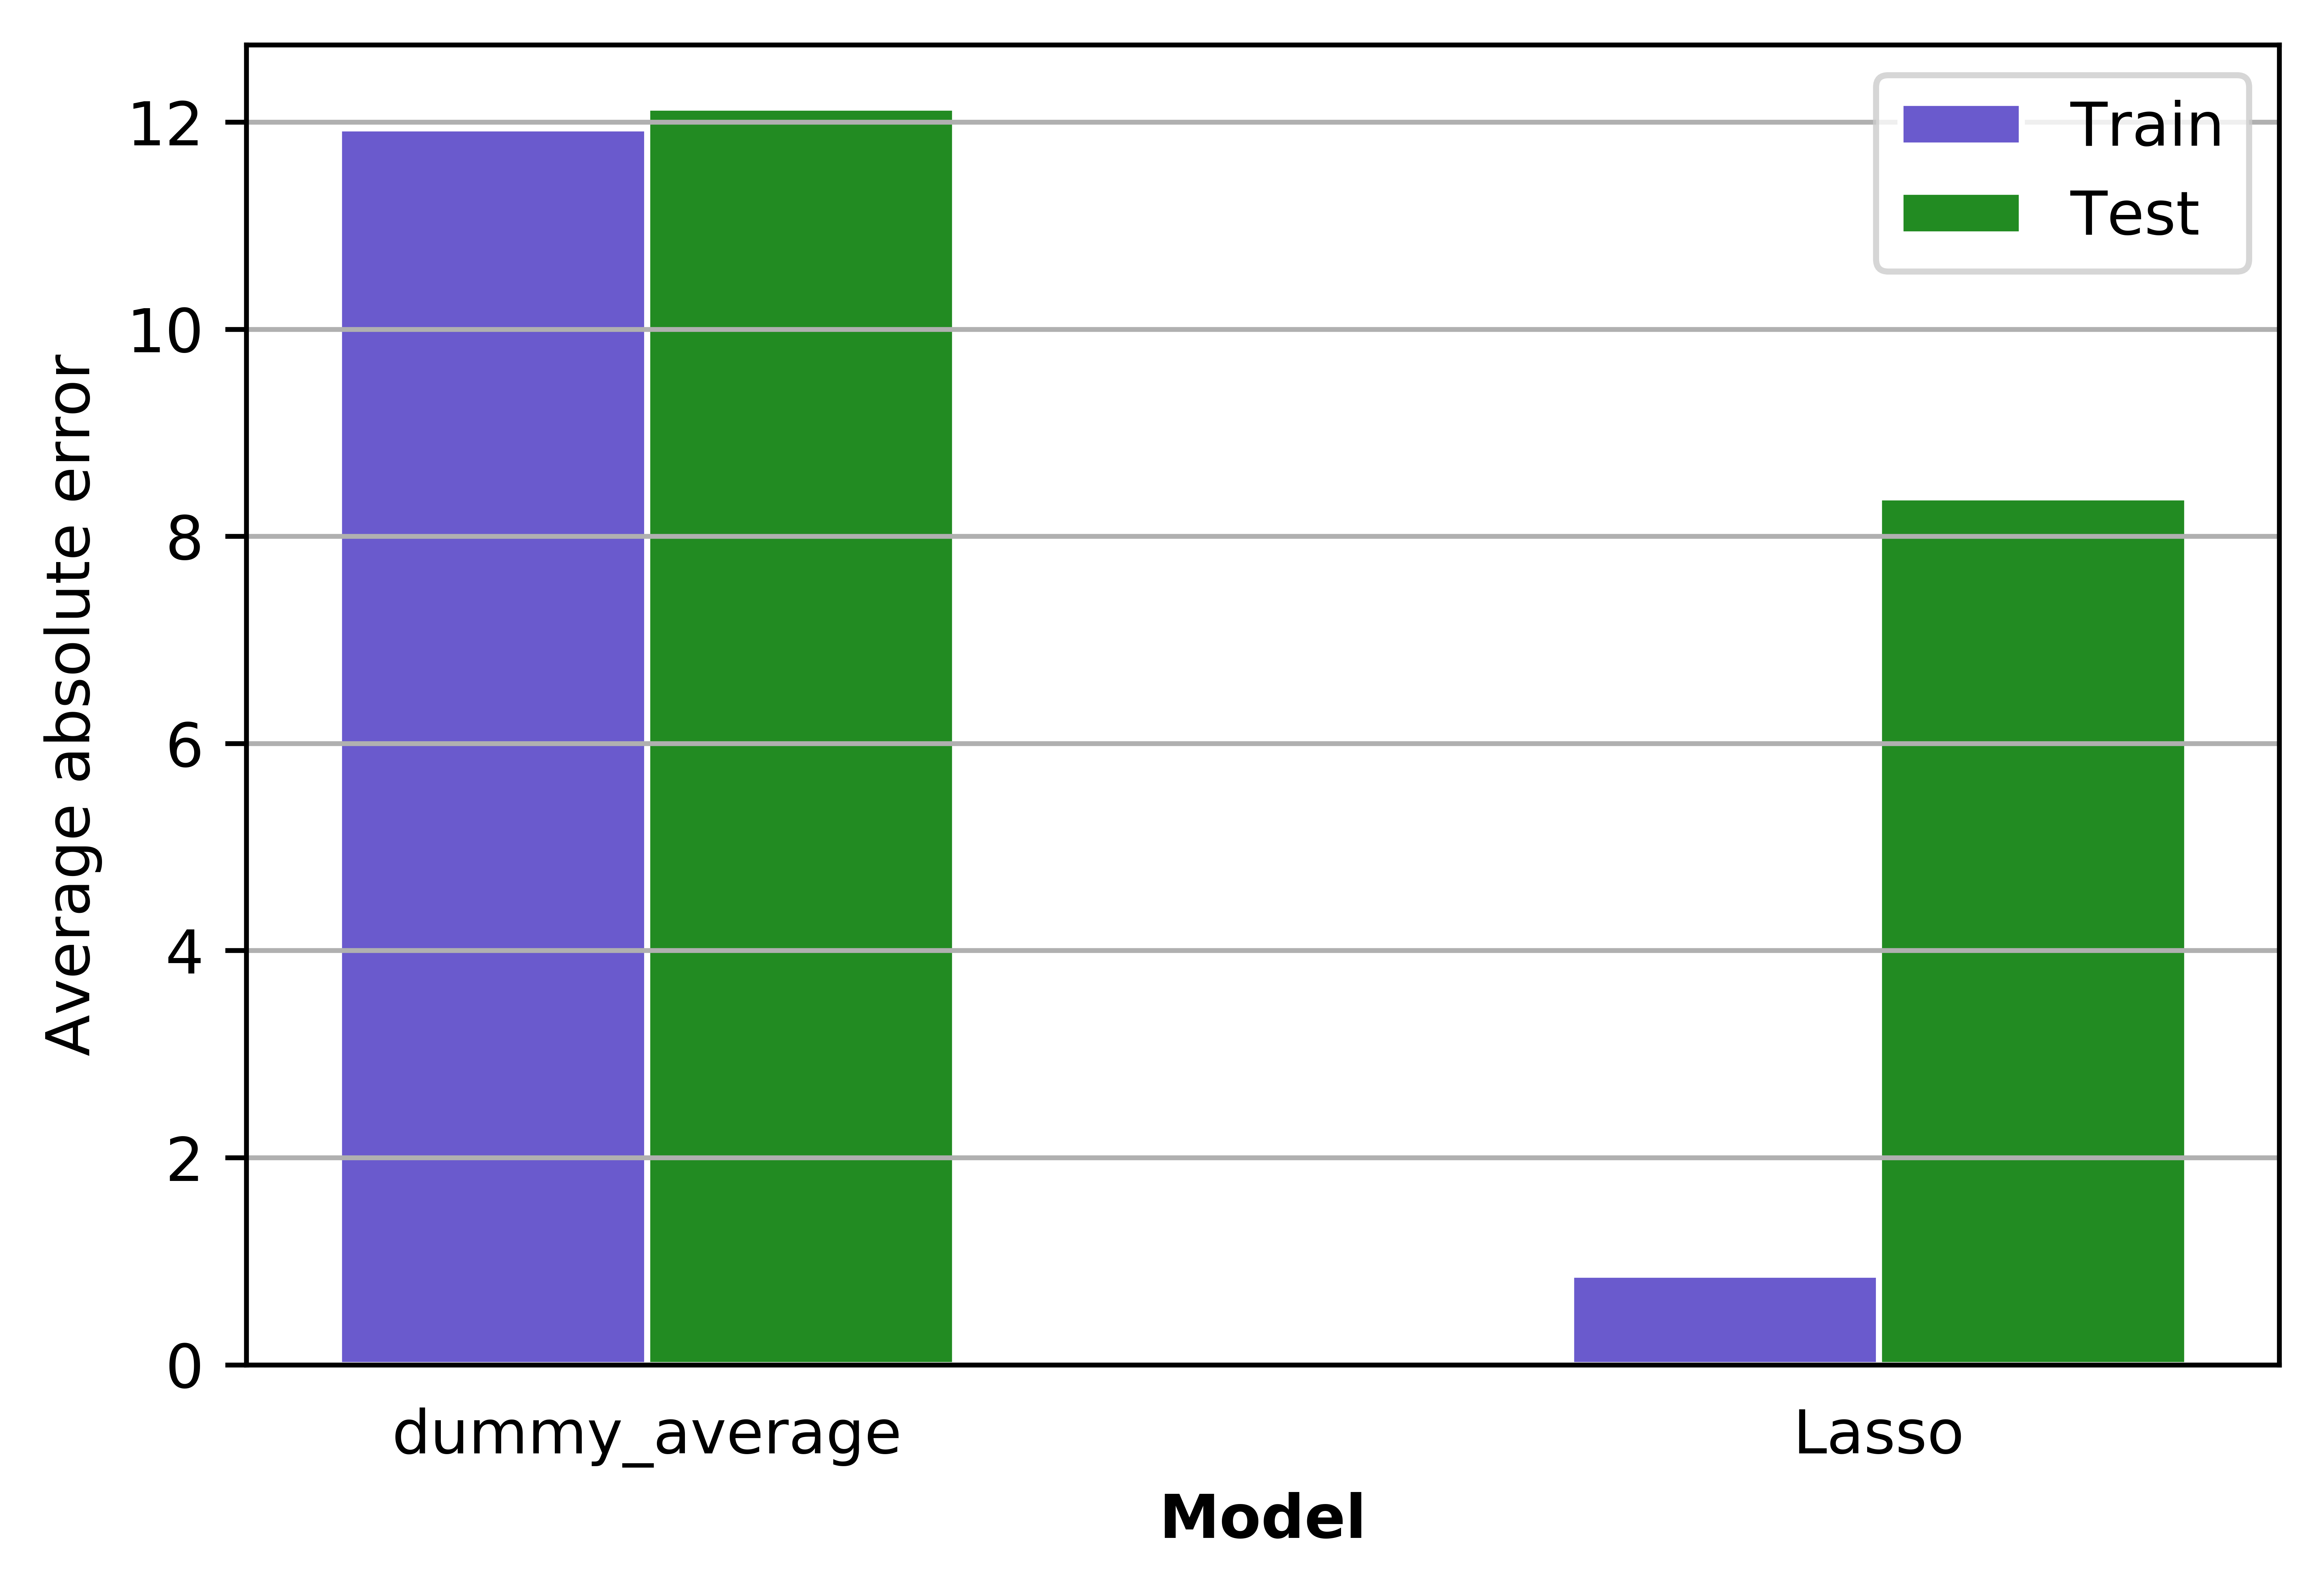 12
10
8
6
4
2
0
Average absolute error
Train
Test
dummy_average
Lasso
Model